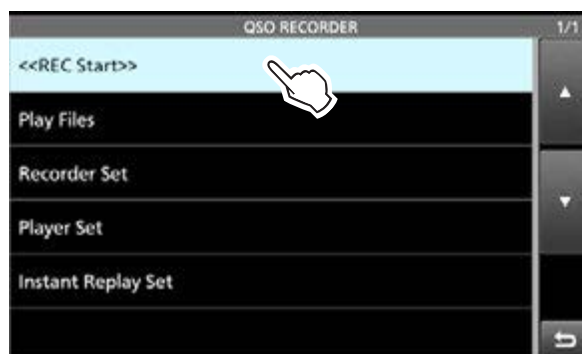 QSO RECORDER 1/1
<<REC Start>>
Play Files
Recorder Set
Player Set
Instant Replay Set